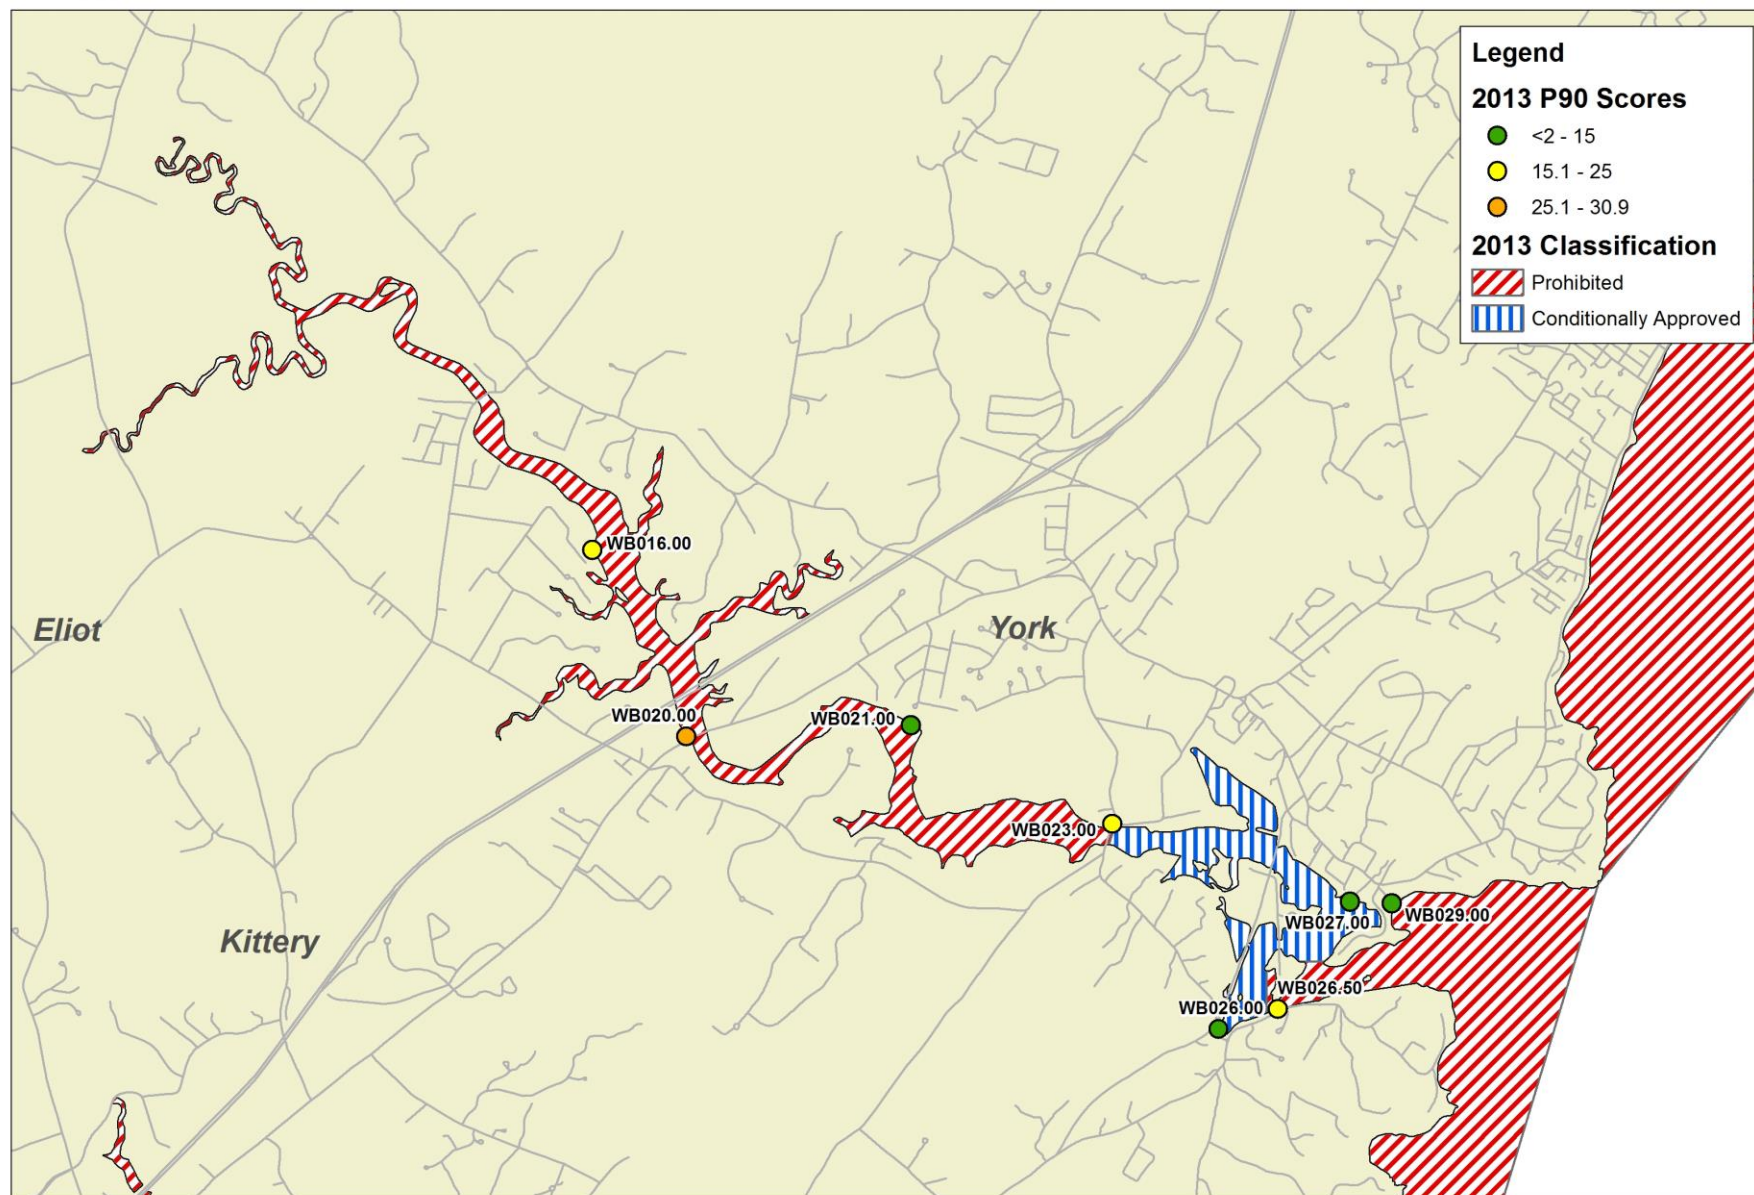 Legend
2013 P90 Scores
<2 - 15
15.1 - 25
25.1 - 30.9
2013 Classification
Prohibited
Conditionally Approved
WB016.00
Eliot
York
WB020.00
WB021.00
WB023.00
WB029.00
WB027.00
Kittery
WB026.50
WB026.00